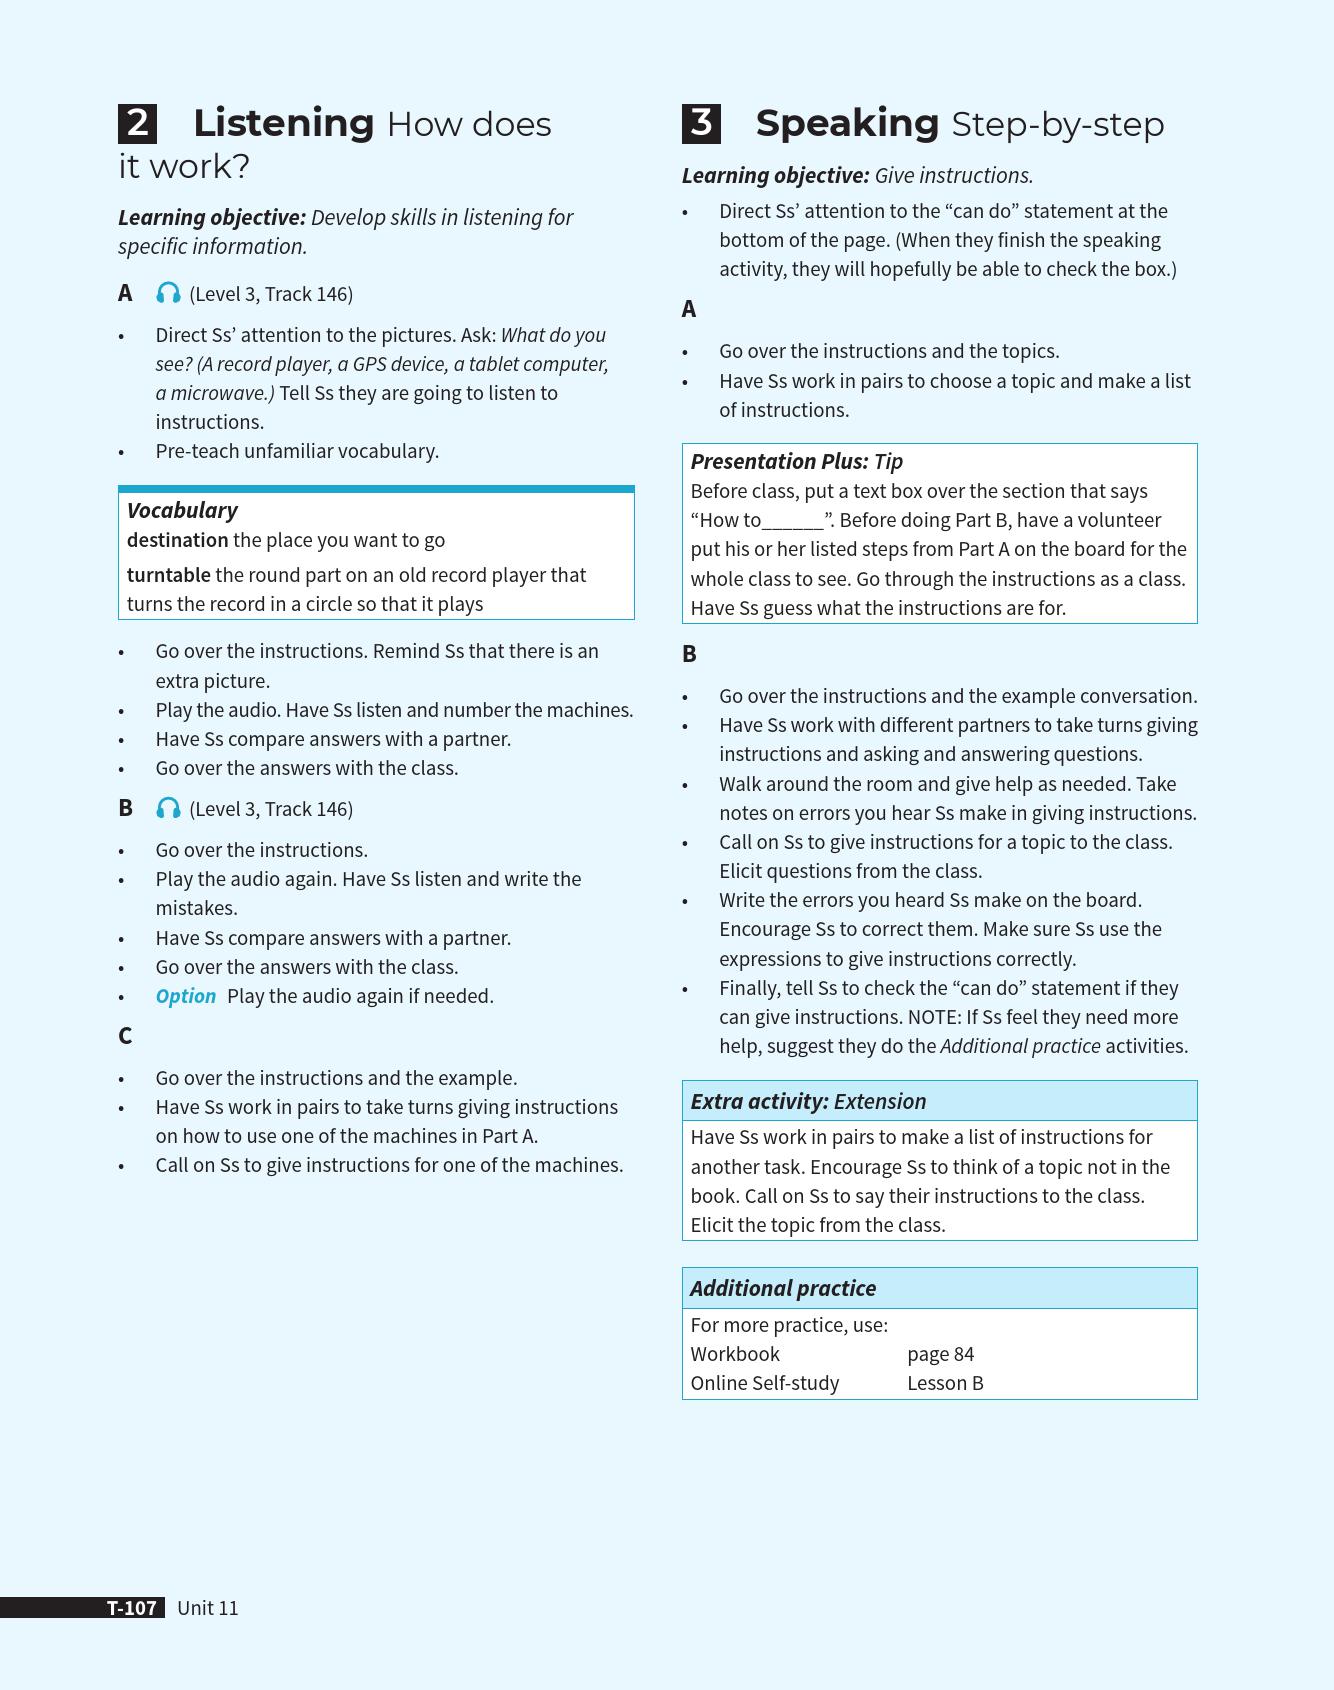 2 Listening How does
it work?
Learning objective: Develop skills in listening for
specific information.
A (Level 3, Track 146)
• Direct Ss’ attention to the pictures. Ask: What do you
see? (A record player, a GPS device, a tablet computer,
a microwave.) Tell Ss they are going to listen to
instructions.
• Pre-teach unfamiliar vocabulary.
Vocabulary
destination the place you want to go
turntable the round part on an old record player that
turns the record in a circle so that it plays
• Go over the instructions. Remind Ss that there is an
extra picture.
• Play the audio. Have Ss listen and number the machines.
• Have Ss compare answers with a partner.
• Go over the answers with the class.
B (Level 3, Track 146)
• Go over the instructions.
• Play the audio again. Have Ss listen and write the
mistakes.
• Have Ss compare answers with a partner.
• Go over the answers with the class.
• Option Play the audio again if needed.
C
• Go over the instructions and the example.
• Have Ss work in pairs to take turns giving instructions
on how to use one of the machines in Part A.
• Call on Ss to give instructions for one of the machines.
3 Speaking Step-by-step
Learning objective: Give instructions.
• Direct Ss’ attention to the “can do” statement at the
bottom of the page. (When they finish the speaking
activity, they will hopefully be able to check the box.)
A
• Go over the instructions and the topics.
• Have Ss work in pairs to choose a topic and make a list
of instructions.
Presentation Plus: Tip
Before class, put a text box over the section that says
“How to______”. Before doing Part B, have a volunteer
put his or her listed steps from Part A on the board for the
whole class to see. Go through the instructions as a class.
Have Ss guess what the instructions are for.
B
• Go over the instructions and the example conversation.
• Have Ss work with different partners to take turns giving
instructions and asking and answering questions.
• Walk around the room and give help as needed. Take
notes on errors you hear Ss make in giving instructions.
• Call on Ss to give instructions for a topic to the class.
Elicit questions from the class.
• Write the errors you heard Ss make on the board.
Encourage Ss to correct them. Make sure Ss use the
expressions to give instructions correctly.
• Finally, tell Ss to check the “can do” statement if they
can give instructions. NOTE: If Ss feel they need more
help, suggest they do the Additional practice activities.
Extra activity: Extension
Have Ss work in pairs to make a list of instructions for
another task. Encourage Ss to think of a topic not in the
book. Call on Ss to say their instructions to the class.
Elicit the topic from the class.
Additional practice
For more practice, use:
Workbook page 84
Online Self-study Lesson B
T-107 Unit 11